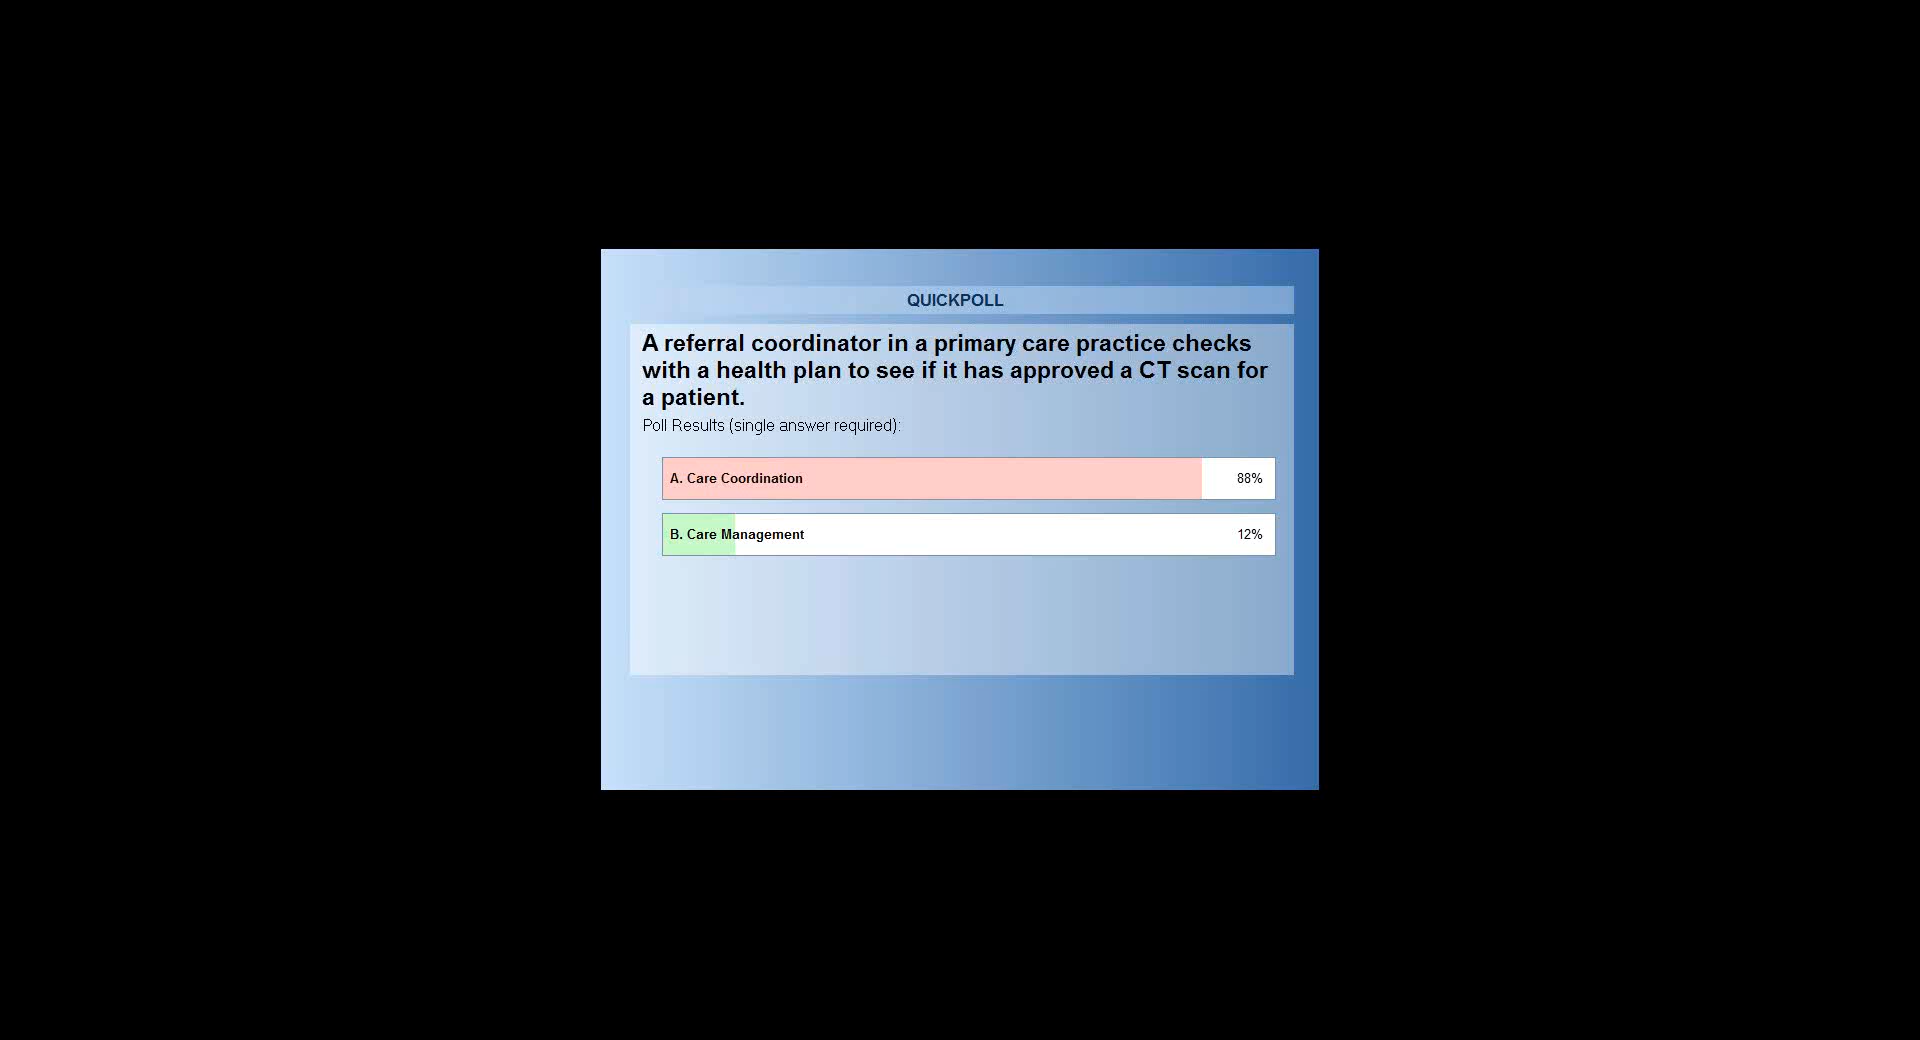 QUICKPOLL
A referral coordinator in a primary care practice checks
with a health plan to see if it has approved a CT scan for
a patient.
Poll Results (single answer required):
A. Care Coordination 88%
B. Care Management 12%